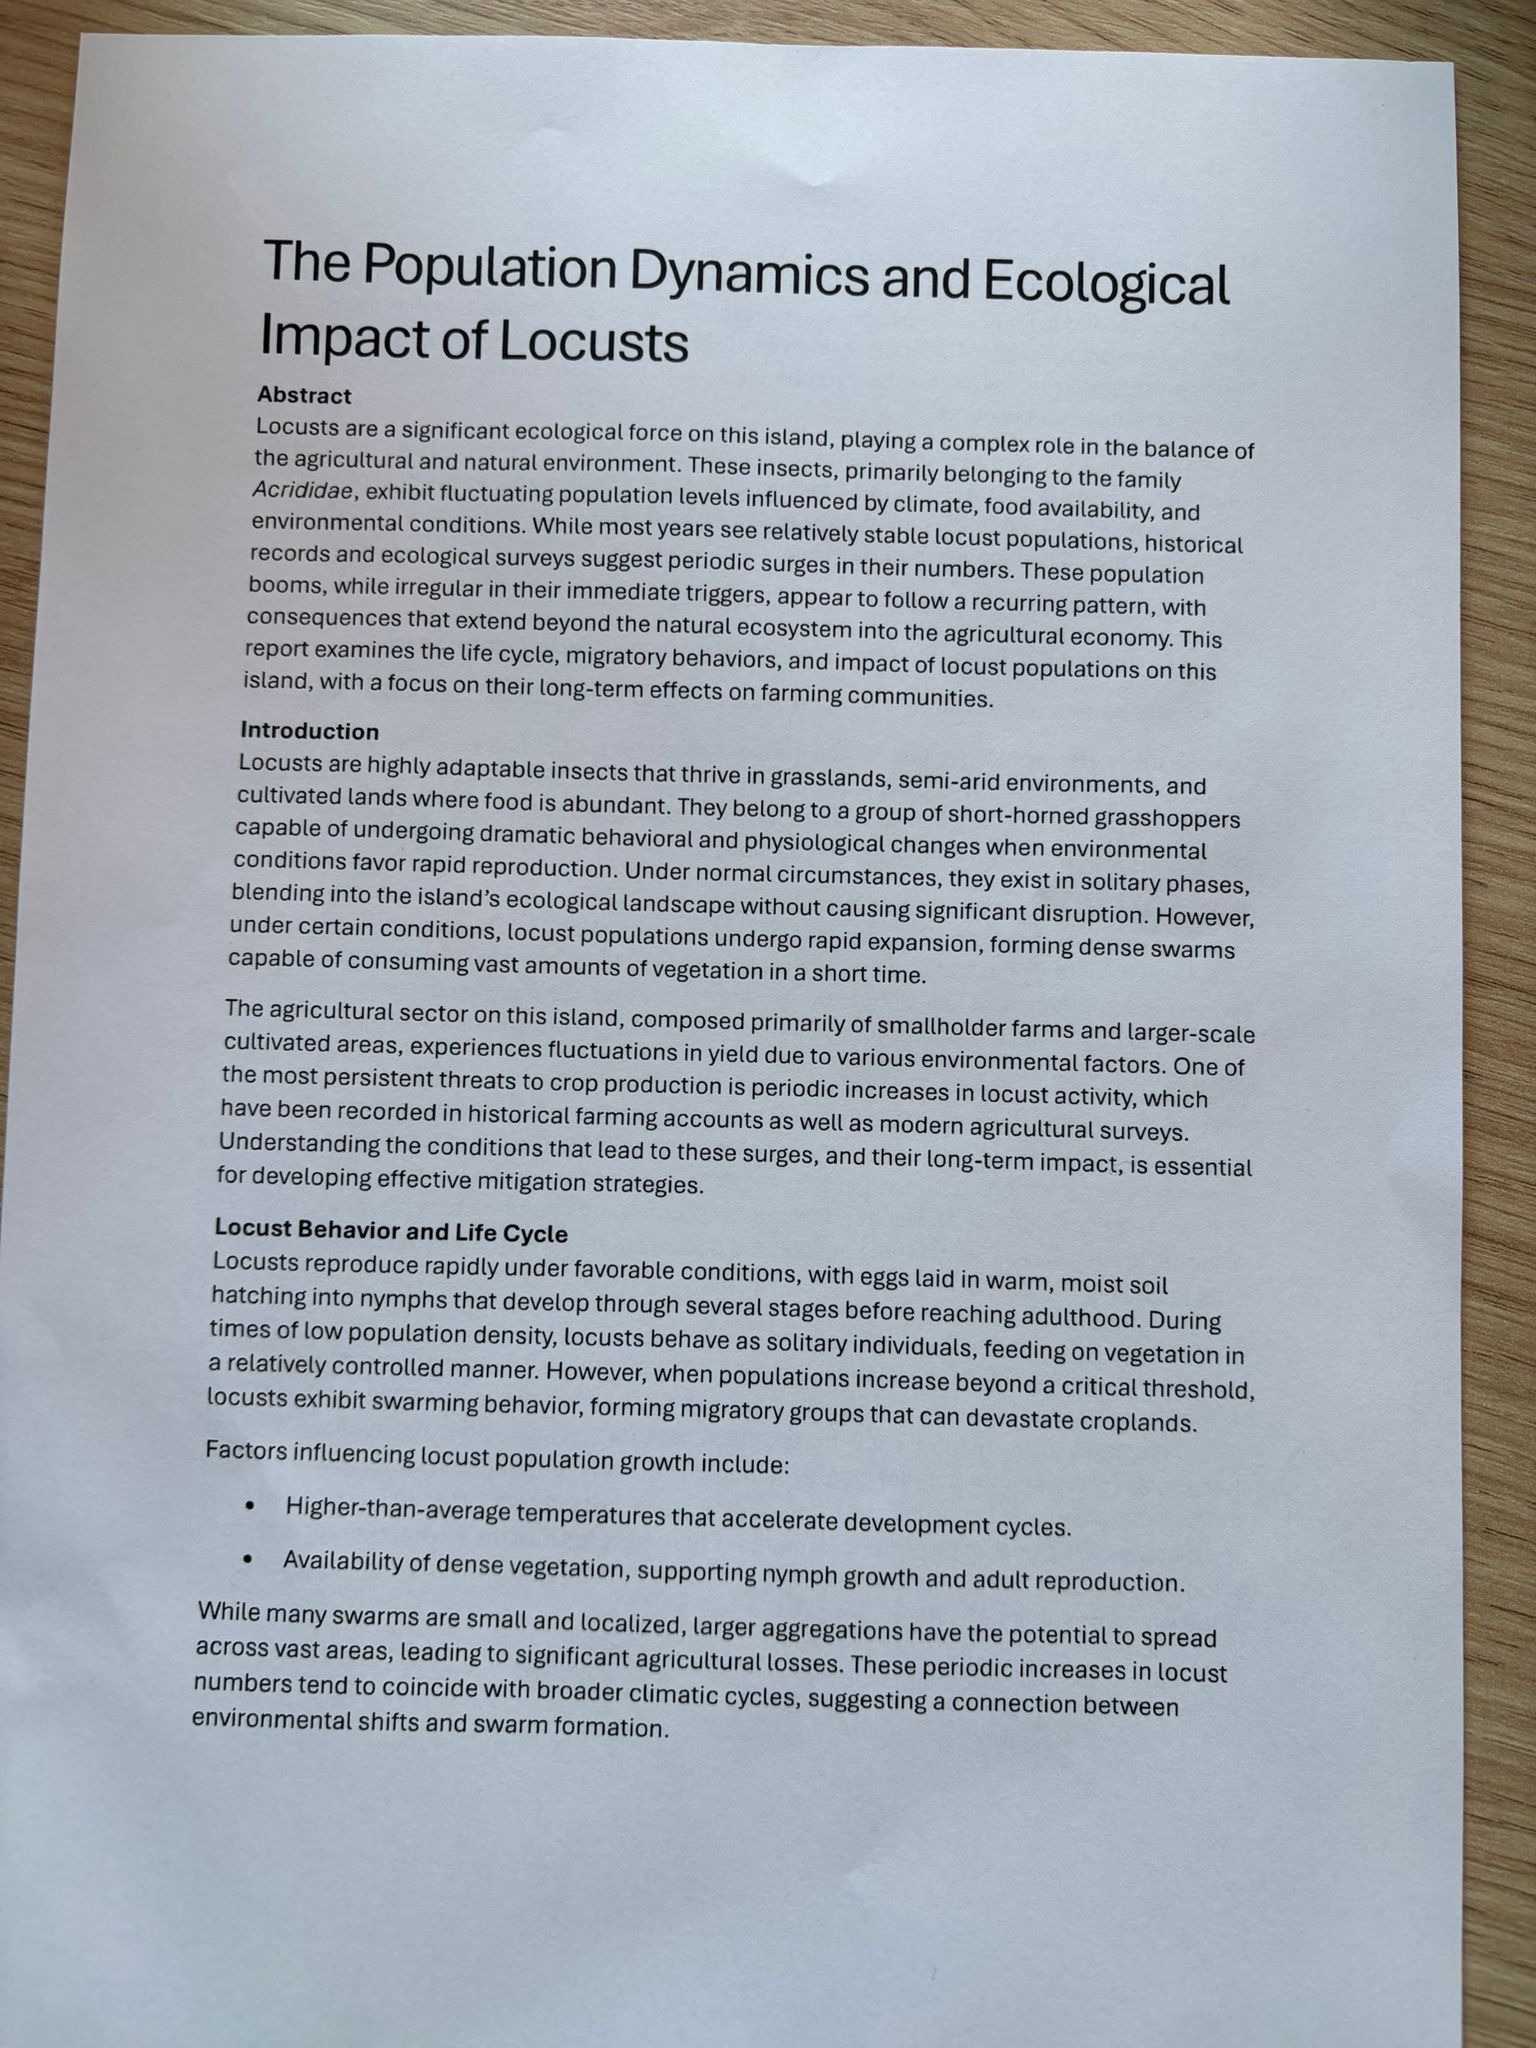 The Population Dynamics and Ecological
Impact of Locusts
Abstract
Locusts are a significant ecological force on this island, playing a complex role in the balance of
the agricultural and natural environment. These insects, primarily belonging to the family
Acrididae, exhibit fluctuating population levels influenced by climate, food availability, and
environmental conditions. While most years see relatively stable locust populations, historical
records and ecological surveys suggest periodic surges in their numbers. These population
booms, while irregular in their immediate triggers, appear to follow a recurring pattern, with
consequences that extend beyond the natural ecosystem into the agricultural economy. This
report examines the life cycle, migratory behaviors, and impact of locust populations on this
island, with a focus on their long-term effects on farming communities.
Introduction
Locusts are highly adaptable insects that thrive in grasslands, semi-arid environments, and
cultivated lands where food is abundant. They belong to a group of short-horned grasshoppers
capable of undergoing dramatic behavioral and physiological changes when environmental
conditions favor rapid reproduction. Under normal circumstances, they exist in solitary phases,
blending into the island’s ecological landscape without causing significant disruption. However,
under certain conditions, locust populations undergo rapid expansion, forming dense swarms
capable of consuming vast amounts of vegetation in a short time.
The agricultural sector on this island, composed primarily of smallholder farms and larger-scale
cultivated areas, experiences fluctuations in yield due to various environmental factors. One of
the most persistent threats to crop production is periodic increases in locust activity, which
have been recorded in historical farming accounts as well as modern agricultural surveys.
Understanding the conditions that lead to these surges, and their long-term impact, is essential
for developing effective mitigation strategies.
Locust Behavior and Life Cycle
Locusts reproduce rapidly under favorable conditions, with eggs laid in warm, moist soil
hatching into nymphs that develop through several stages before reaching adulthood. During
times of low population density, locusts behave as solitary individuals, feeding on vegetation in
a relatively controlled manner. However, when populations increase beyond a critical threshold,
locusts exhibit swarming behavior, forming migratory groups that can devastate croplands.
Factors influencing locust population growth include:
• Higher-than-average temperatures that accelerate development cycles.
• Availability of dense vegetation, supporting nymph growth and adult reproduction.
While many swarms are small and localized, larger aggregations have the potential to spread
across vast areas, leading to significant agricultural losses. These periodic increases in locust
numbers tend to coincide with broader climatic cycles, suggesting a connection between
environmental shifts and swarm formation.